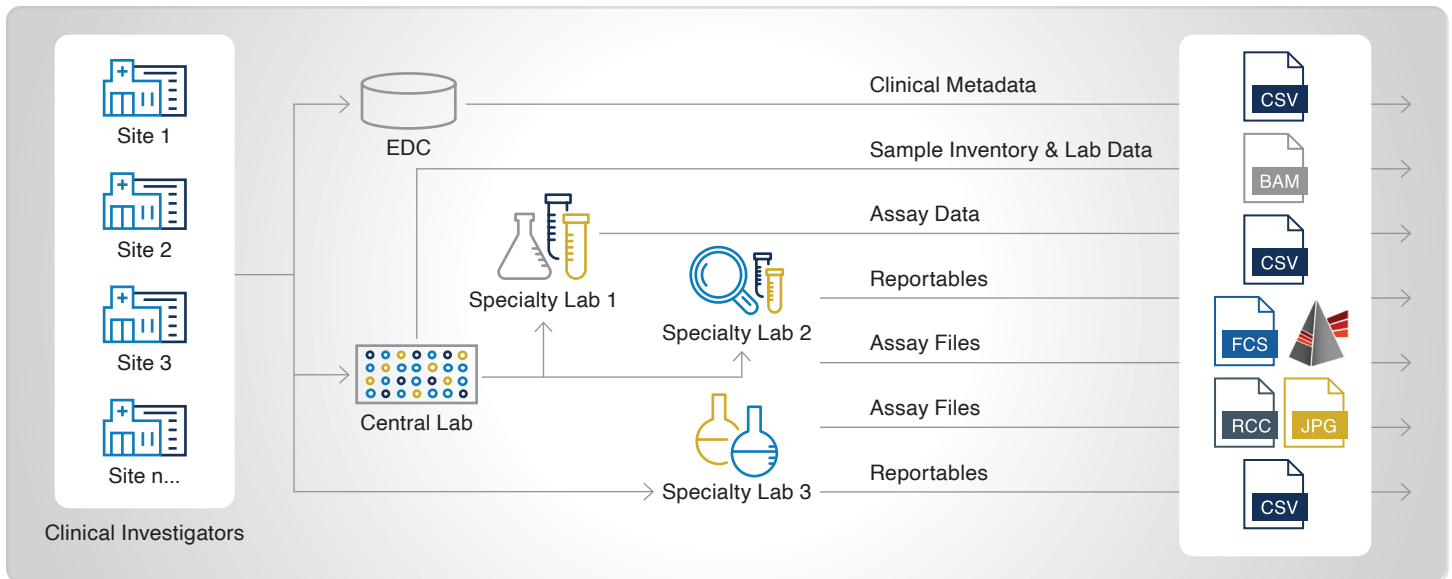 Site 1
Site 2
Site 3
Site n...
Clinical Investigators
EDC
Central Lab
Specialty Lab 1
Specialty Lab 2
Specialty Lab 3
Clinical Metadata
Sample Inventory & Lab Data
Assay Data
Reportables
Assay Files
Assay Files
Reportables
CSV
BAM
CSV
FCS
RCC
JPG
CSV